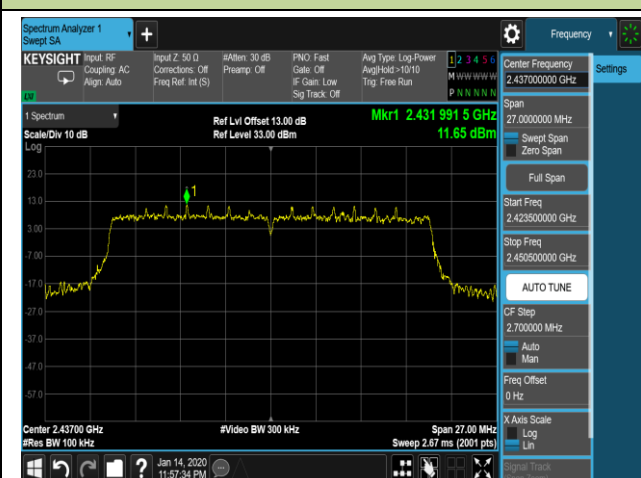 Spectrum Analyzer 1
Swept SA
+
Frequency
KEYSIGHT
Input: RF
Coupling: AC
Align: Auto
Input Z: 50 Ω
Corrections: Off
Freq Ref: Int (S)
#Atten: 30 dB
Preamp: Off
PNO: Fast
Gate: Off
IF Gain: Low
Sig Track: Off
Avg Type: Log-Power
Avg|Hold:>10/10
Trig: Free Run
1 2 3 4 5 6
M W W W W W
P N N N N N
1 Spectrum
Scale/Div 10 dB
Log
Ref Lvl Offset 13.00 dB
Ref Level 33.00 dBm
Mkr1 2.431 991 5 GHz
11.65 dBm
23.0
13.0
3.00
-7.00
-17.0
-27.0
-37.0
-47.0
-57.0
1
Center 2.43700 GHz
#Res BW 100 kHz
#Video BW 300 kHz
Span 27.00 MHz
Sweep 2.67 ms (2001 pts)
Center Frequency
2.437000000 GHz
Settings
Span
27.0000000 MHz
Swept Span
Zero Span
Full Span
Start Freq
2.423500000 GHz
Stop Freq
2.450500000 GHz
AUTO TUNE
CF Step
2.700000 MHz
Auto
Man
Freq Offset
0 Hz
X Axis Scale
Log
Lin
Signal Track
?
Jan 14, 2020
11:57:34 PM